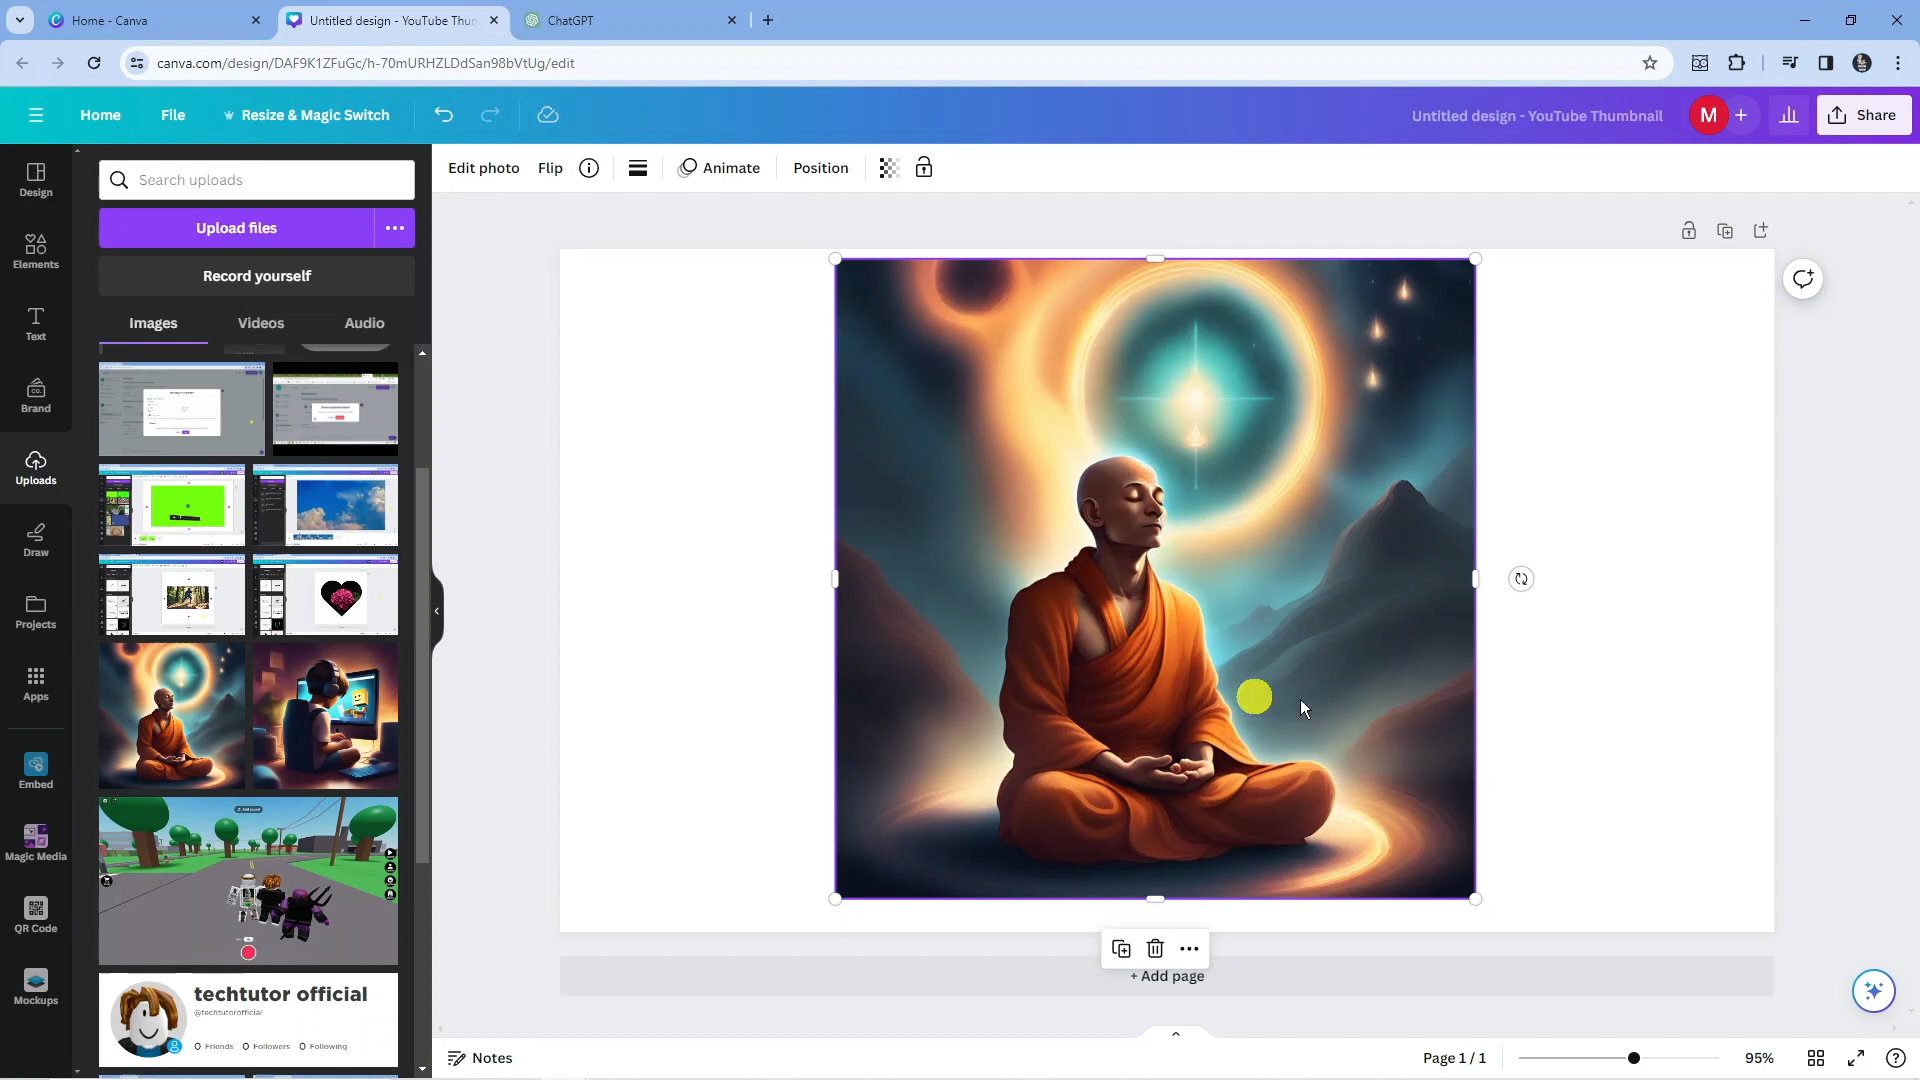 Home - Canva
Untitled design - YouTube Thun
ChatGPT
canva.com/design/DAF9K1ZFuGc/h-70mURHZLDdSan98bVtUg/edit
Home
File
Resize & Magic Switch
Untitled design - YouTube Thumbnail
M
Share
Design
Elements
Text
Brand
Uploads
Draw
Projects
Apps
Embed
Magic Media
QR Code
Mockups
Search uploads
Upload files
Record yourself
Images
Videos
Audio
Add sound
techtutor official
@techtutorofficial
0 Friends 0 Followers 0 Following
Edit photo
Flip
Animate
Position
+ Add page
Notes
Page 1 / 1
95%